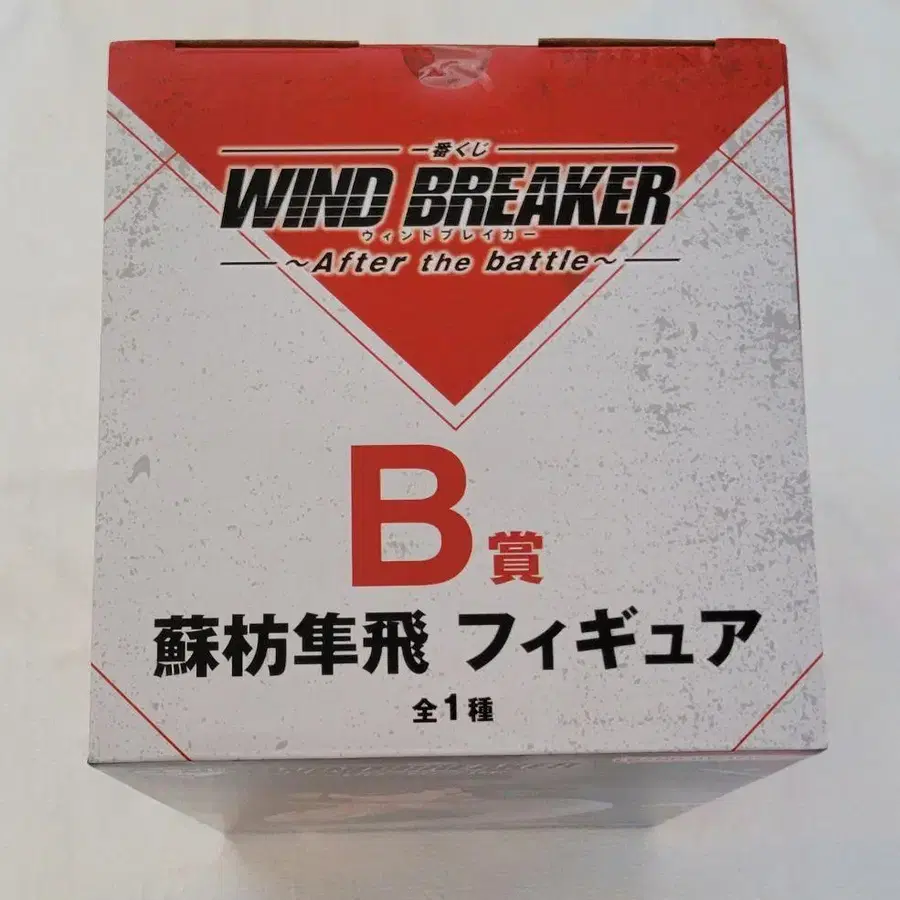 一番くじ
WIND BREAKER
ウィンドブレイカー
~After the battle~
B賞
蘇枋隼飛 フィギュア
全1種